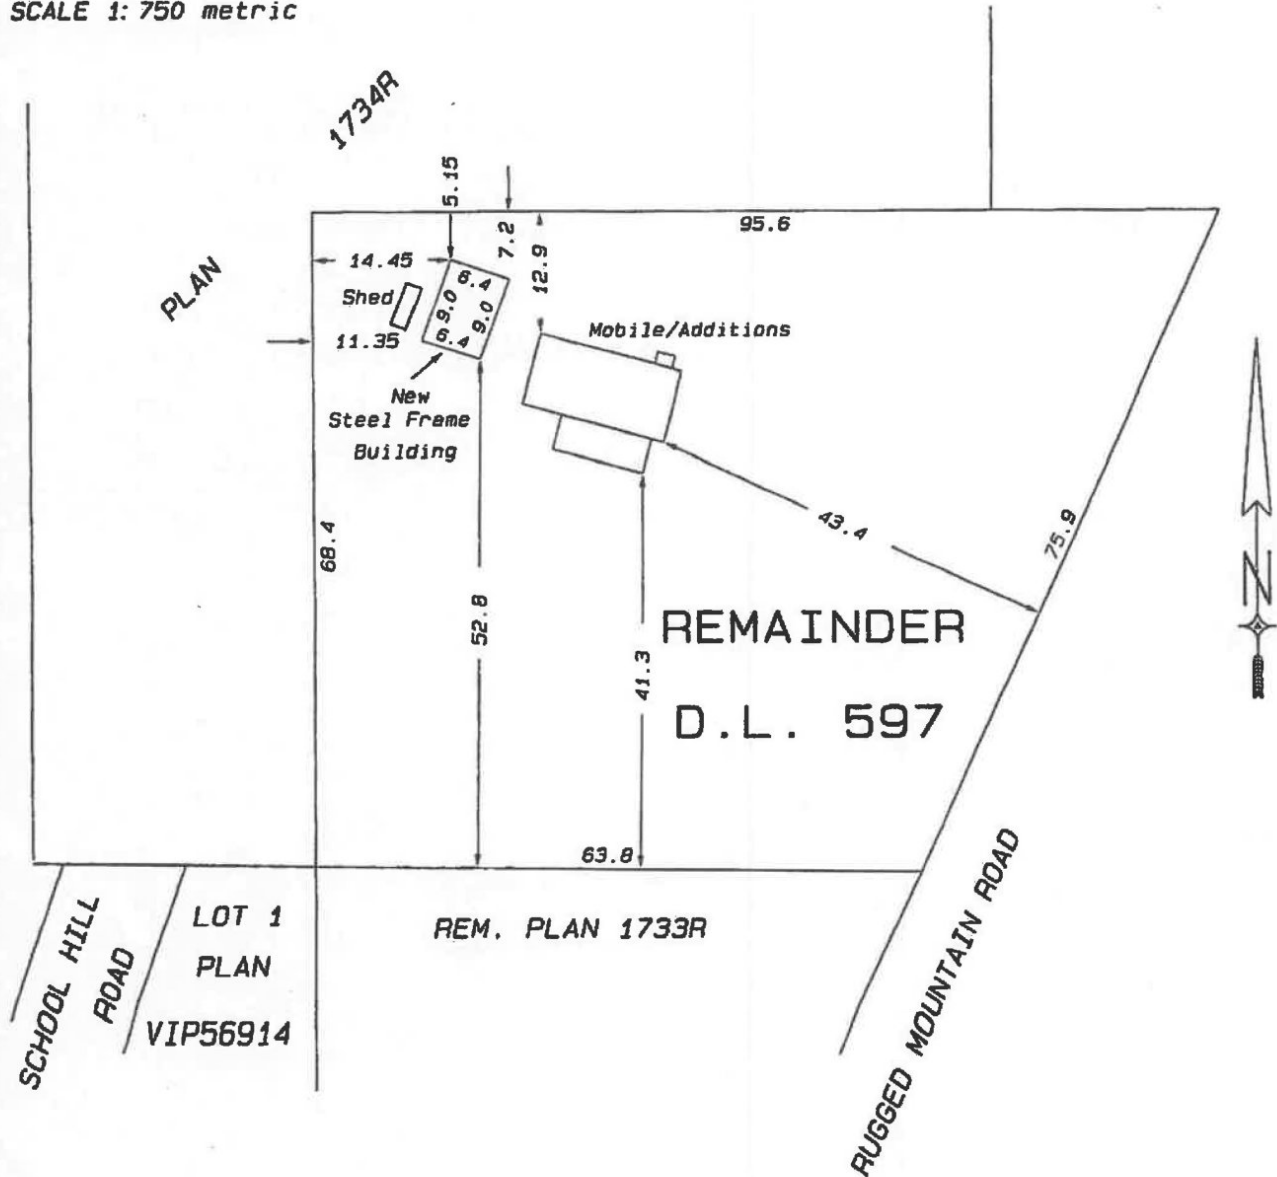 SCALE 1: 750 metric
1734R
PLAN
5.15
7.2
12.9
95.6
14.45
Shed
11.35
6.4
9.0
9.0
6.4
New
Steel Frame
Building
Mobile/Additions
43.4
75.9
68.4
52.8
41.3
REMAINDER
D.L. 597
63.8
N
SCHOOL HILL
ROAD
LOT 1
PLAN
VIP56914
REM. PLAN 1733R
RUGGED MOUNTAIN ROAD